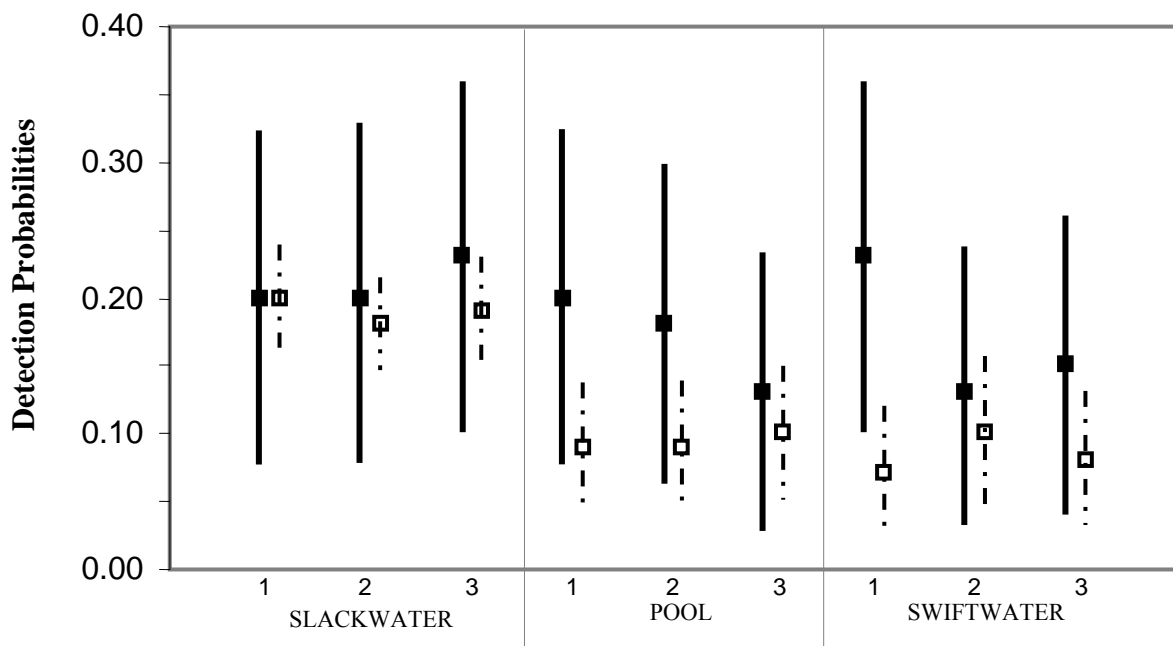 Detection Probabilities
0.40
0.30
0.20
0.10
0.00
1 2 3 1 2 3 1 2 3
SLACKWATER POOL SWIFTWATER